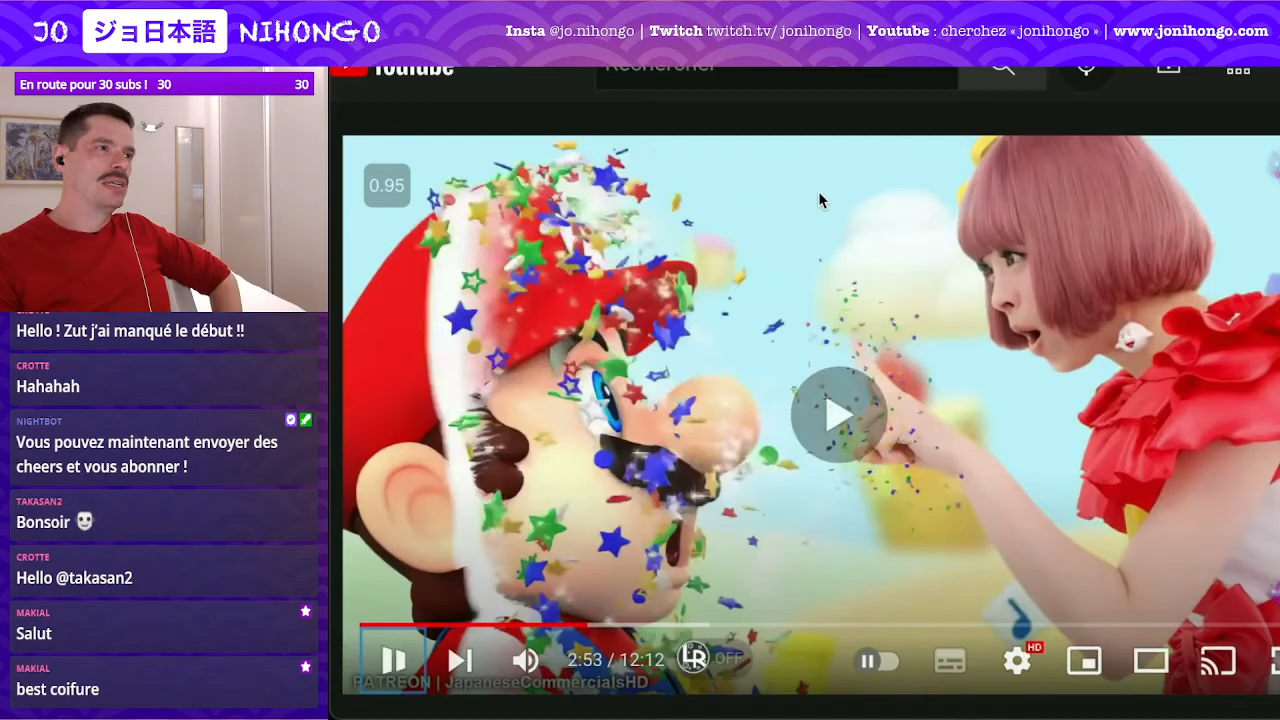 JO ジョ日本語 NIHONGO
Insta @jo.nihongo | Twitch twitch.tv/ jonihongo | Youtube : cherchez « jonihongo » | www.jonihongo.com
En route pour 30 subs ! 30 30
YouTube
Rechercher
0.95
Hello ! Zut j'ai manqué le début !!
CROTTE
Hahahah
NIGHTBOT
Vous pouvez maintenant envoyer des
cheers et vous abonner !
TAKASAN2
Bonsoir
CROTTE
Hello @takasan2
MAKIAL
Salut
MAKIAL
best coifure
2:53 / 12:12
LR OFF
HD
PATREON | JapaneseCommercialsHD